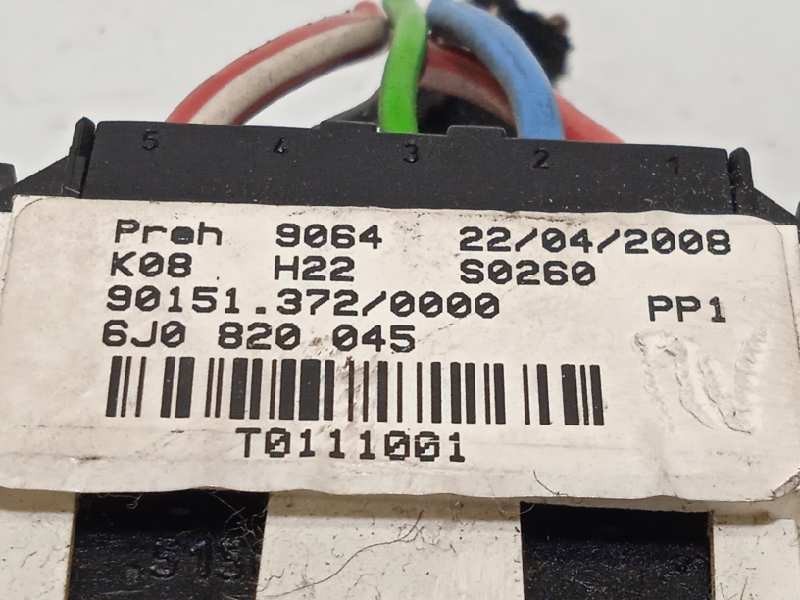 5 4 3 2 1
Preh 9064 22/04/2008
K08 H22 S0260
90151.372/0000 PP1
6J0 820 045
T0111001